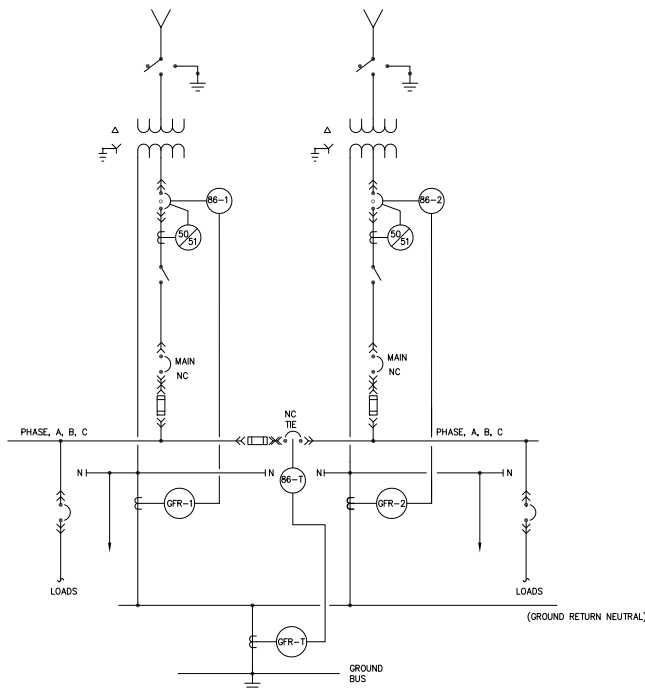 86-1
86-2
50/51
50/51
MAIN
NC
MAIN
NC
NC
TIE
PHASE, A, B, C
PHASE, A, B, C
N
N
N
N
86-T
GFR-1
GFR-2
LOADS
LOADS
(GROUND RETURN NEUTRAL)
GFR-T
GROUND
BUS